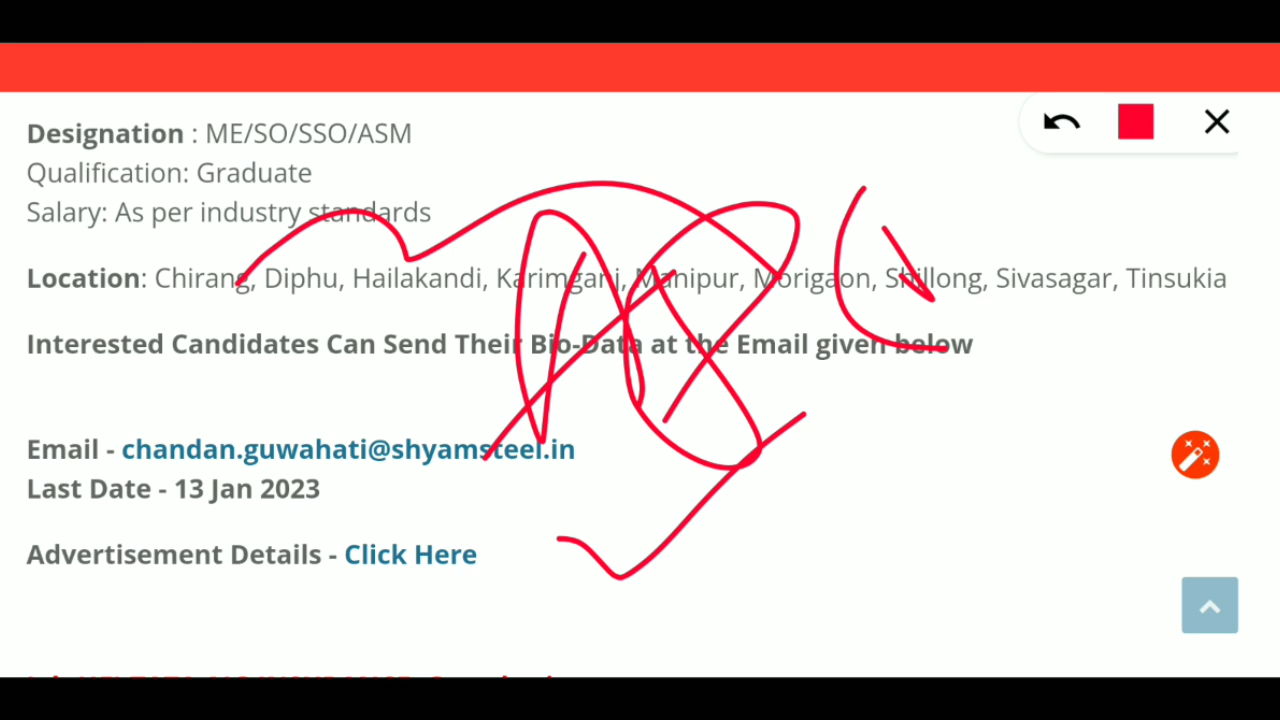 Designation : ME/SO/SSO/ASM
Qualification: Graduate
Salary: As per industry standards
Location: Chirang, Diphu, Hailakandi, Karimganj, Manipur, Morigaon, Shillong, Sivasagar, Tinsukia
Interested Candidates Can Send Their Bio-Data at the Email given below
Email - chandan.guwahati@shyamsteel.in
Last Date - 13 Jan 2023
Advertisement Details - Click Here